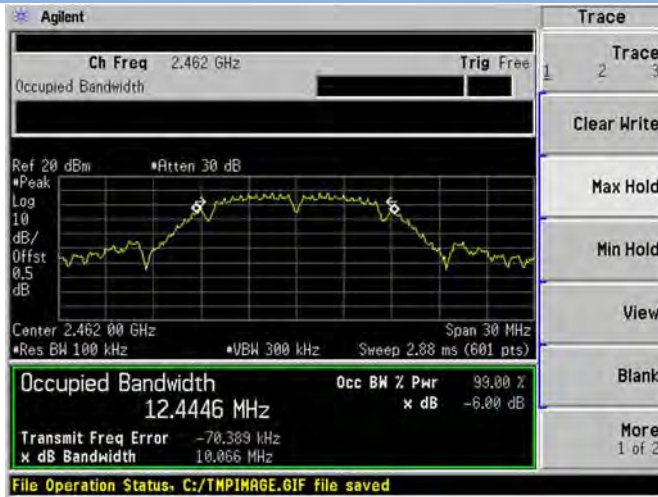 Agilent
Trace
Ch Freq 2.462 GHz Trig Free
Occupied Bandwidth
Trace
1 2 3
Clear Write
Max Hold
Min Hold
View
Blank
More
1 of 2
Ref 20 dBm #Atten 30 dB
#Peak
Log
10
dB/
Offst
0.5
dB
Center 2.462 00 GHz Span 30 MHz
#Res BW 100 kHz #VBW 300 kHz Sweep 2.88 ms (601 pts)
Occupied Bandwidth Occ BW % Pwr 99.00 %
12.4446 MHz x dB -6.00 dB
Transmit Freq Error -70.389 kHz
x dB Bandwidth 10.066 MHz
File Operation Status, C:/TMPIMAGE.GIF file saved